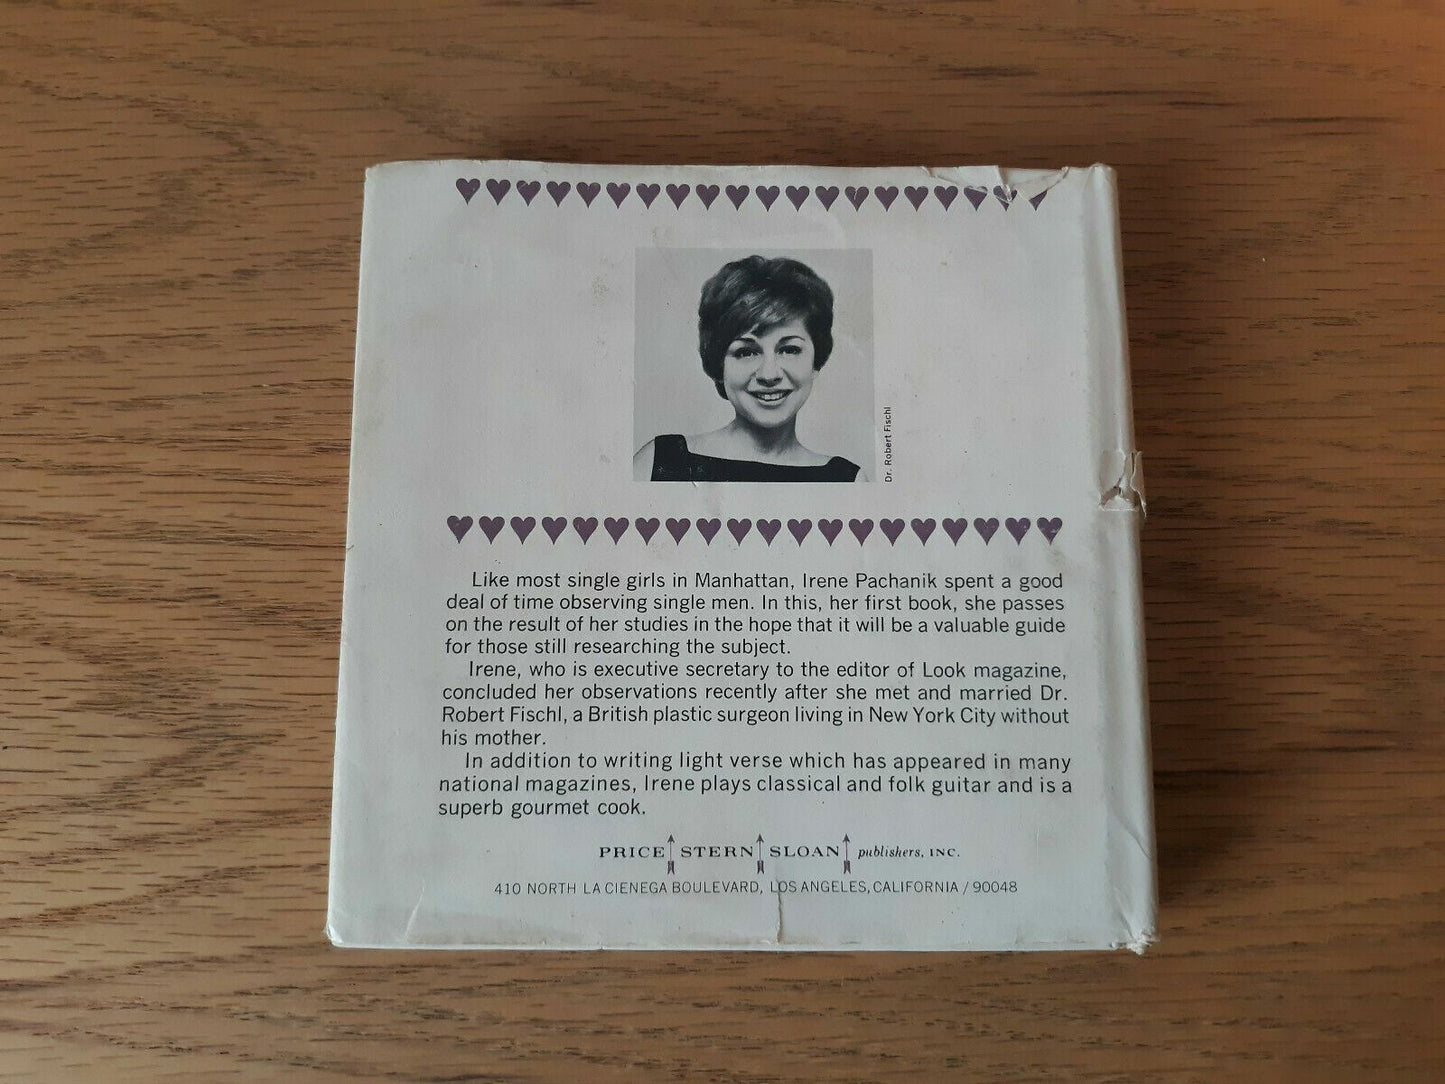 Dr. Robert Fischl
Like most single girls in Manhattan, Irene Pachanik spent a good
deal of time observing single men. In this, her first book, she passes
on the result of her studies in the hope that it will be a valuable guide
for those still researching the subject.
Irene, who is executive secretary to the editor of Look magazine,
concluded her observations recently after she met and married Dr.
Robert Fischl, a British plastic surgeon living in New York City without
his mother.
In addition to writing light verse which has appeared in many
national magazines, Irene plays classical and folk guitar and is a
superb gourmet cook.
PRICE STERN SLOAN publishers, INC.
410 NORTH LA CIENEGA BOULEVARD, LOS ANGELES, CALIFORNIA / 90048